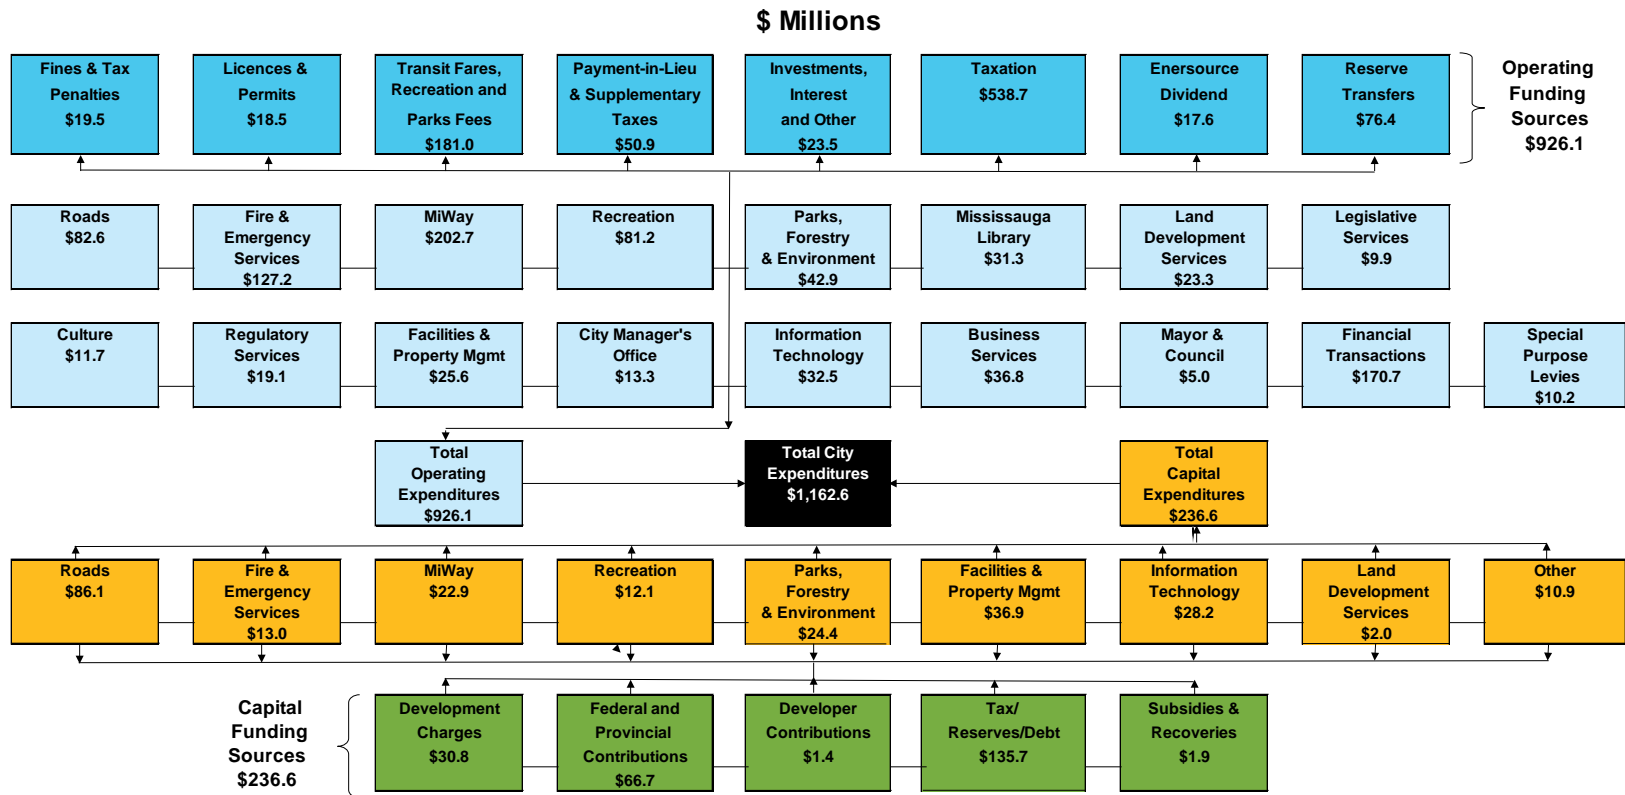 $ Millions
Fines & Tax
Penalties
$19.5
Licences &
Permits
$18.5
Transit Fares,
Recreation and
Parks Fees
$181.0
Payment-in-Lieu
& Supplementary
Taxes
$50.9
Investments,
Interest
and Other
$23.5
Taxation
$538.7
Enersource
Dividend
$17.6
Reserve
Transfers
$76.4
Operating
Funding
Sources
$926.1
Roads
$82.6
Fire &
Emergency
Services
$127.2
MiWay
$202.7
Recreation
$81.2
Parks,
Forestry
& Environment
$42.9
Mississauga
Library
$31.3
Land
Development
Services
$23.3
Legislative
Services
$9.9
Culture
$11.7
Regulatory
Services
$19.1
Facilities &
Property Mgmt
$25.6
City Manager's
Office
$13.3
Information
Technology
$32.5
Business
Services
$36.8
Mayor &
Council
$5.0
Financial
Transactions
$170.7
Special
Purpose
Levies
$10.2
Total
Operating
Expenditures
$926.1
Total City
Expenditures
$1,162.6
Total
Capital
Expenditures
$236.6
Roads
$86.1
Fire &
Emergency
Services
$13.0
MiWay
$22.9
Recreation
$12.1
Parks,
Forestry
& Environment
$24.4
Facilities &
Property Mgmt
$36.9
Information
Technology
$28.2
Land
Development
Services
$2.0
Other
$10.9
Capital
Funding
Sources
$236.6
Development
Charges
$30.8
Federal and
Provincial
Contributions
$66.7
Developer
Contributions
$1.4
Tax/
Reserves/Debt
$135.7
Subsidies &
Recoveries
$1.9